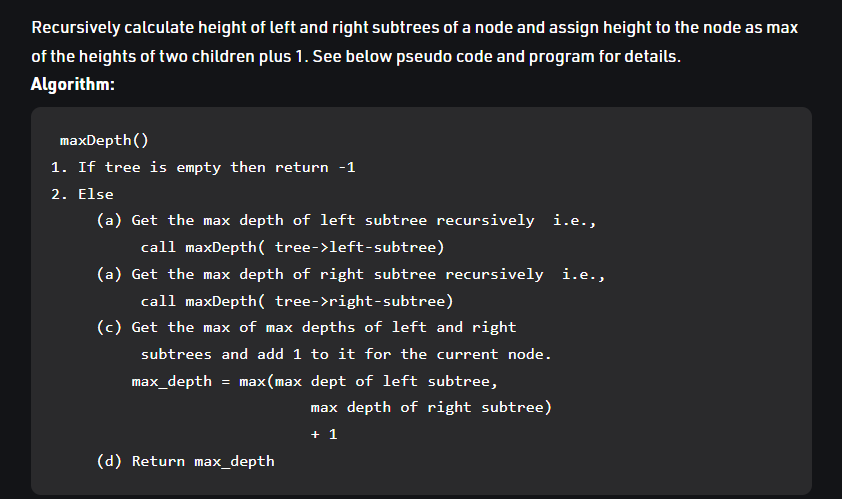 Recursively calculate height of left and right subtrees of a node and assign height to the node as max
of the heights of two children plus 1. See below pseudo code and program for details.
Algorithm:
maxDepth()
1. If tree is empty then return -1
2. Else
(a) Get the max depth of left subtree recursively i.e.,
call maxDepth( tree->left-subtree)
(a) Get the max depth of right subtree recursively i.e.,
call maxDepth( tree->right-subtree)
(c) Get the max of max depths of left and right
subtrees and add 1 to it for the current node.
max_depth = max(max dept of left subtree,
max depth of right subtree)
+ 1
(d) Return max_depth